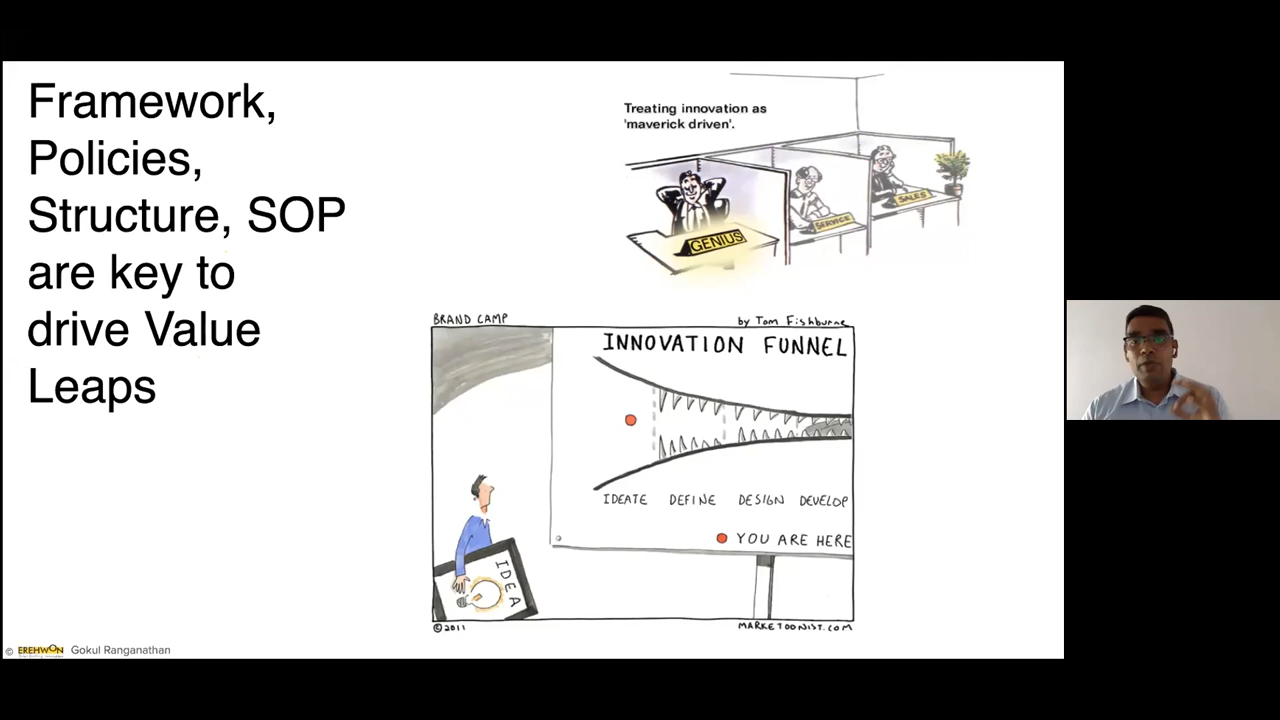 Framework,
Policies,
Structure, SOP
are key to
drive Value
Leaps
Treating innovation as
'maverick driven'.
GENIUS
SERVICE
SALES
BRAND CAMP
by Tom Fishburne
INNOVATION FUNNEL
IDEATE DEFINE DESIGN DEVELOP
YOU ARE HERE
IDEA
©2011
MARKETOONIST.COM
© EREHWON Gokul Ranganathan